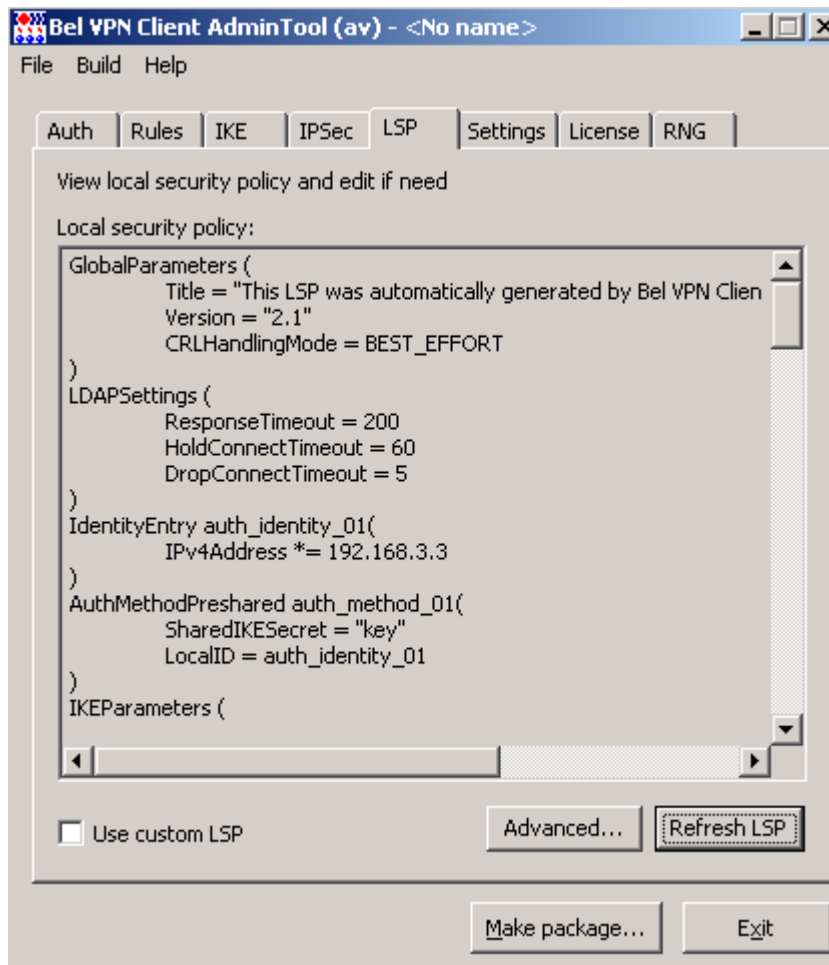 Bel VPN Client AdminTool (av) - <No name>
File Build Help
Auth Rules IKE IPSec LSP Settings License RNG
View local security policy and edit if need
Local security policy:
GlobalParameters (
Title = "This LSP was automatically generated by Bel VPN Clien
Version = "2.1"
CRLHandlingMode = BEST_EFFORT
)
LDAPSettings (
ResponseTimeout = 200
HoldConnectTimeout = 60
DropConnectTimeout = 5
)
IdentityEntry auth_identity_01(
IPv4Address *= 192.168.3.3
)
AuthMethodPreshared auth_method_01(
SharedIKESecret = "key"
LocalID = auth_identity_01
)
IKEParameters (
Use custom LSP
Advanced... Refresh LSP
Make package... Exit